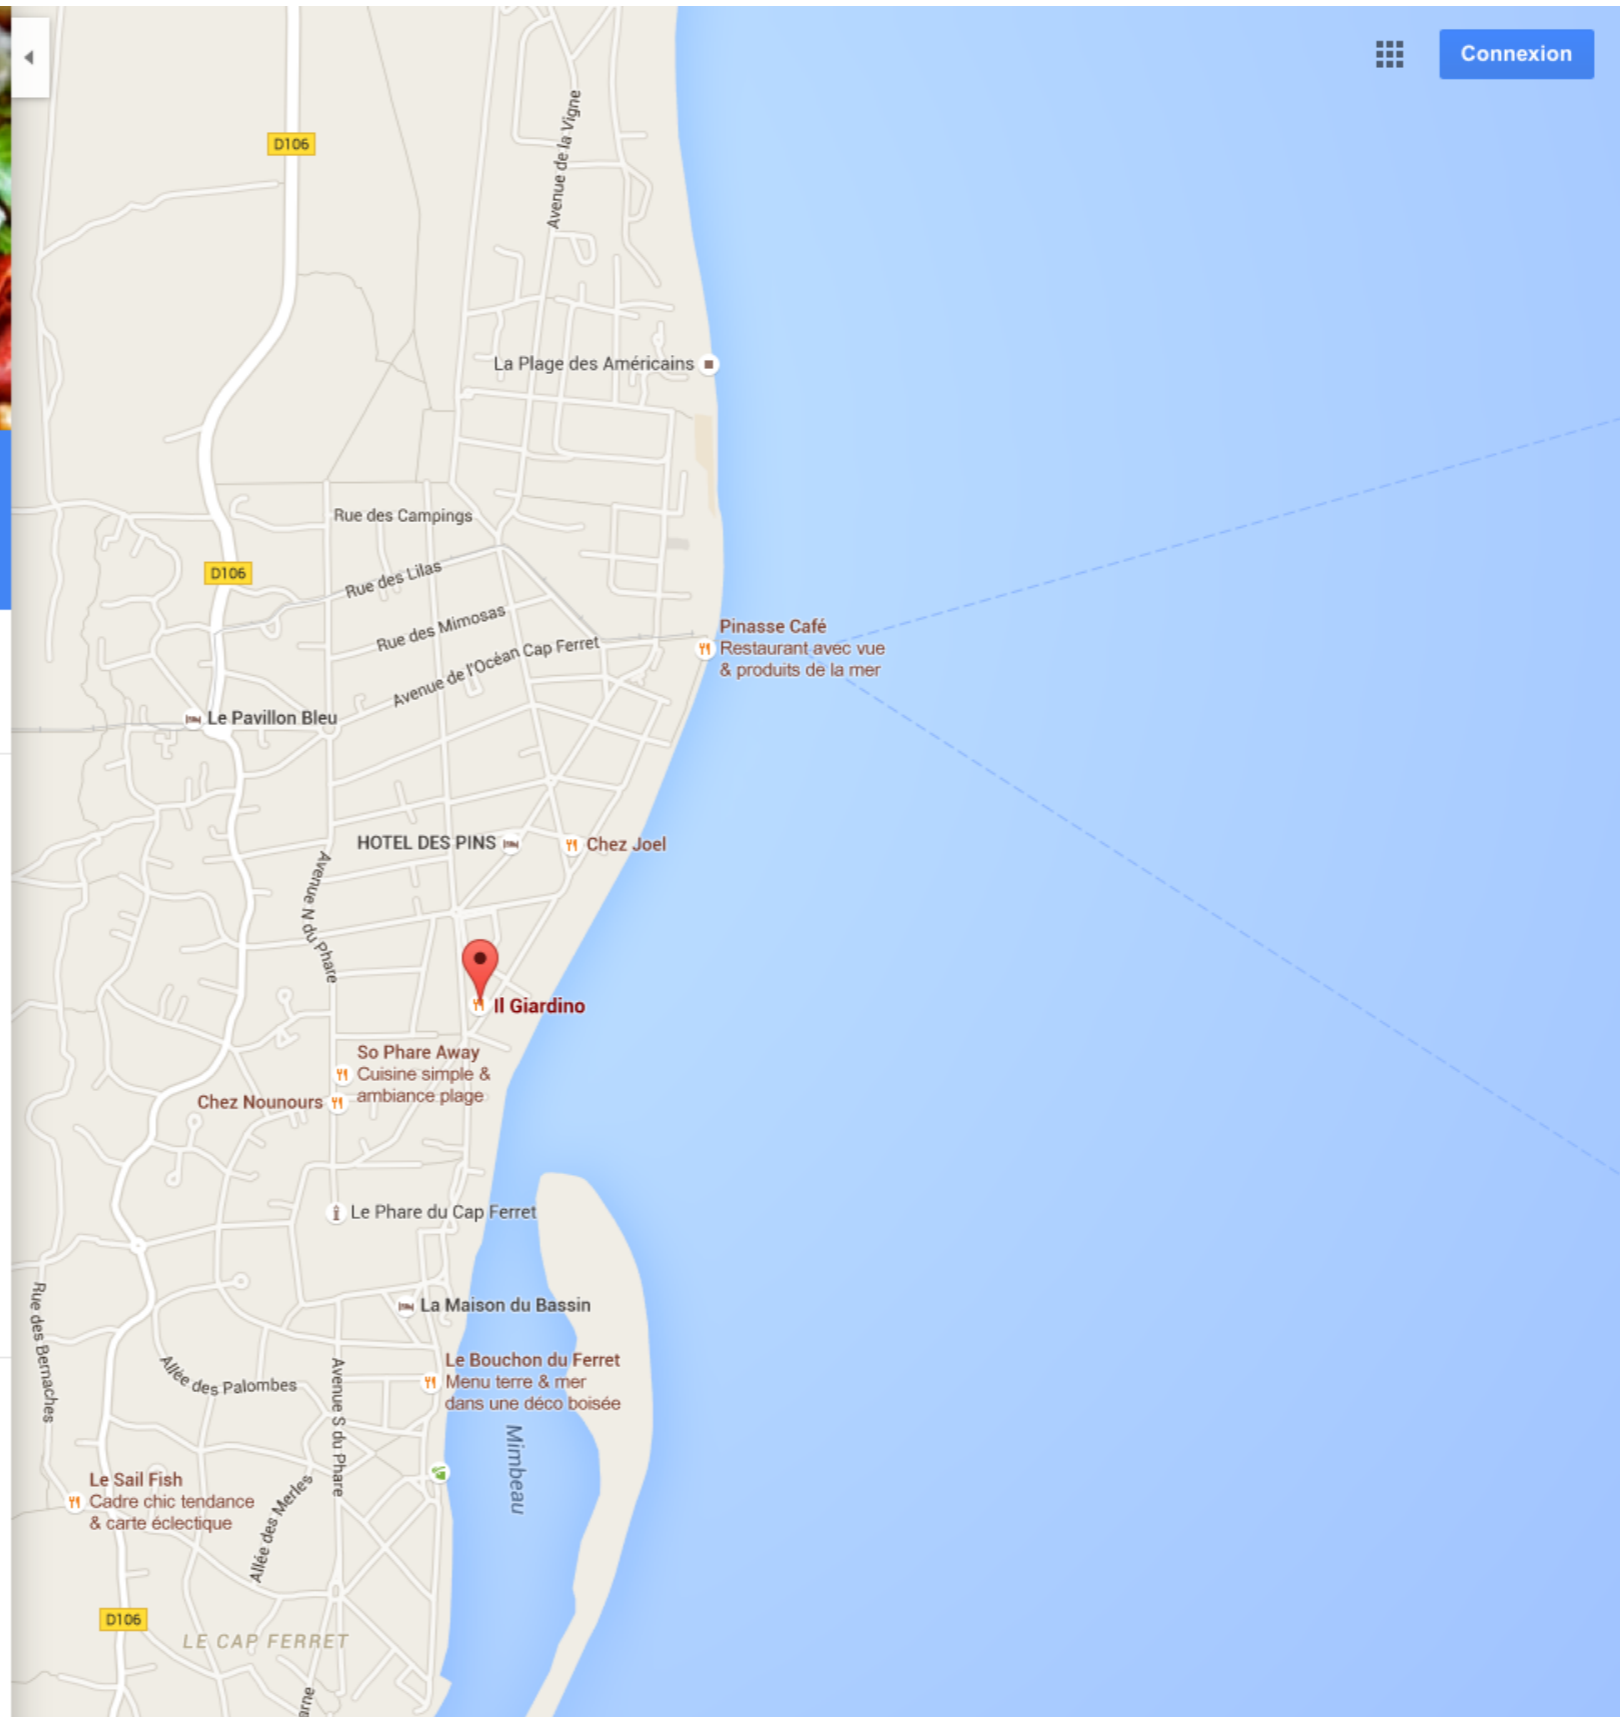 Connexion
D106
Avenue de la Vigne
La Plage des Américains
Rue des Campings
D106
Rue des Lilas
Rue des Mimosas
Avenue de l'Océan Cap Ferret
Pinasse Café
Restaurant avec vue
& produits de la mer
Le Pavillon Bleu
HOTEL DES PINS
Chez Joel
Avenue N du Phare
Il Giardino
So Phare Away
Cuisine simple &
ambiance plage
Chez Nounours
Le Phare du Cap Ferret
Rue des Bernaches
La Maison du Bassin
Allée des Palombes
Avenue S du Phare
Le Bouchon du Ferret
Menu terre & mer
dans une déco boisée
Mimbeau
Le Sail Fish
Cadre chic tendance
& carte éclectique
Allée des Merles
D106
LE CAP FERRET